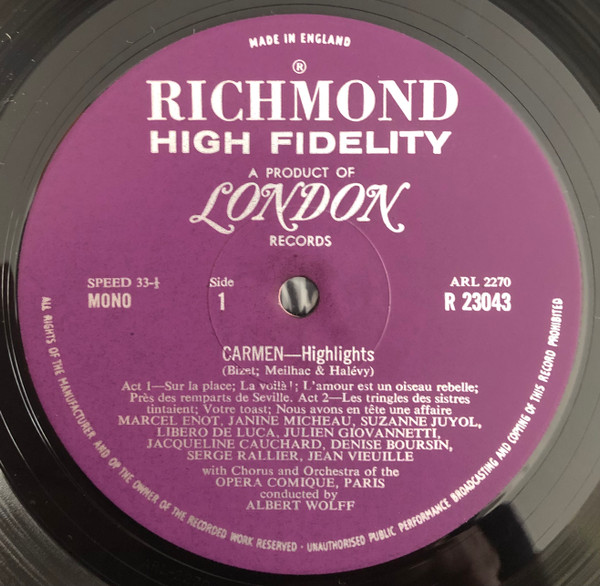 MADE IN ENGLAND
®
RICHMOND
HIGH FIDELITY
A PRODUCT OF
LONDON
RECORDS
SPEED 33-⅓
MONO
Side
1
ARL 2270
R 23043
CARMEN—Highlights
(Bizet; Meilhac & Halévy)
Act 1—Sur la place; La voilà!; L'amour est un oiseau rebelle;
Près des remparts de Seville. Act 2—Les tringles des sistres
tintaient; Votre toast; Nous avons en tête une affaire
MARCEL ENOT, JANINE MICHEAU, SUZANNE JUYOL,
LIBERO DE LUCA, JULIEN GIOVANNETTI,
JACQUELINE CAUCHARD, DENISE BOURSIN,
SERGE RALLIER, JEAN VIEUILLE
with Chorus and Orchestra of the
OPERA COMIQUE, PARIS
conducted by
ALBERT WOLFF
ALL RIGHTS OF THE MANUFACTURER AND OF THE OWNER OF THE RECORDED WORK RESERVED · UNAUTHORISED PUBLIC PERFORMANCE BROADCASTING AND COPYING OF THIS RECORD PROHIBITED